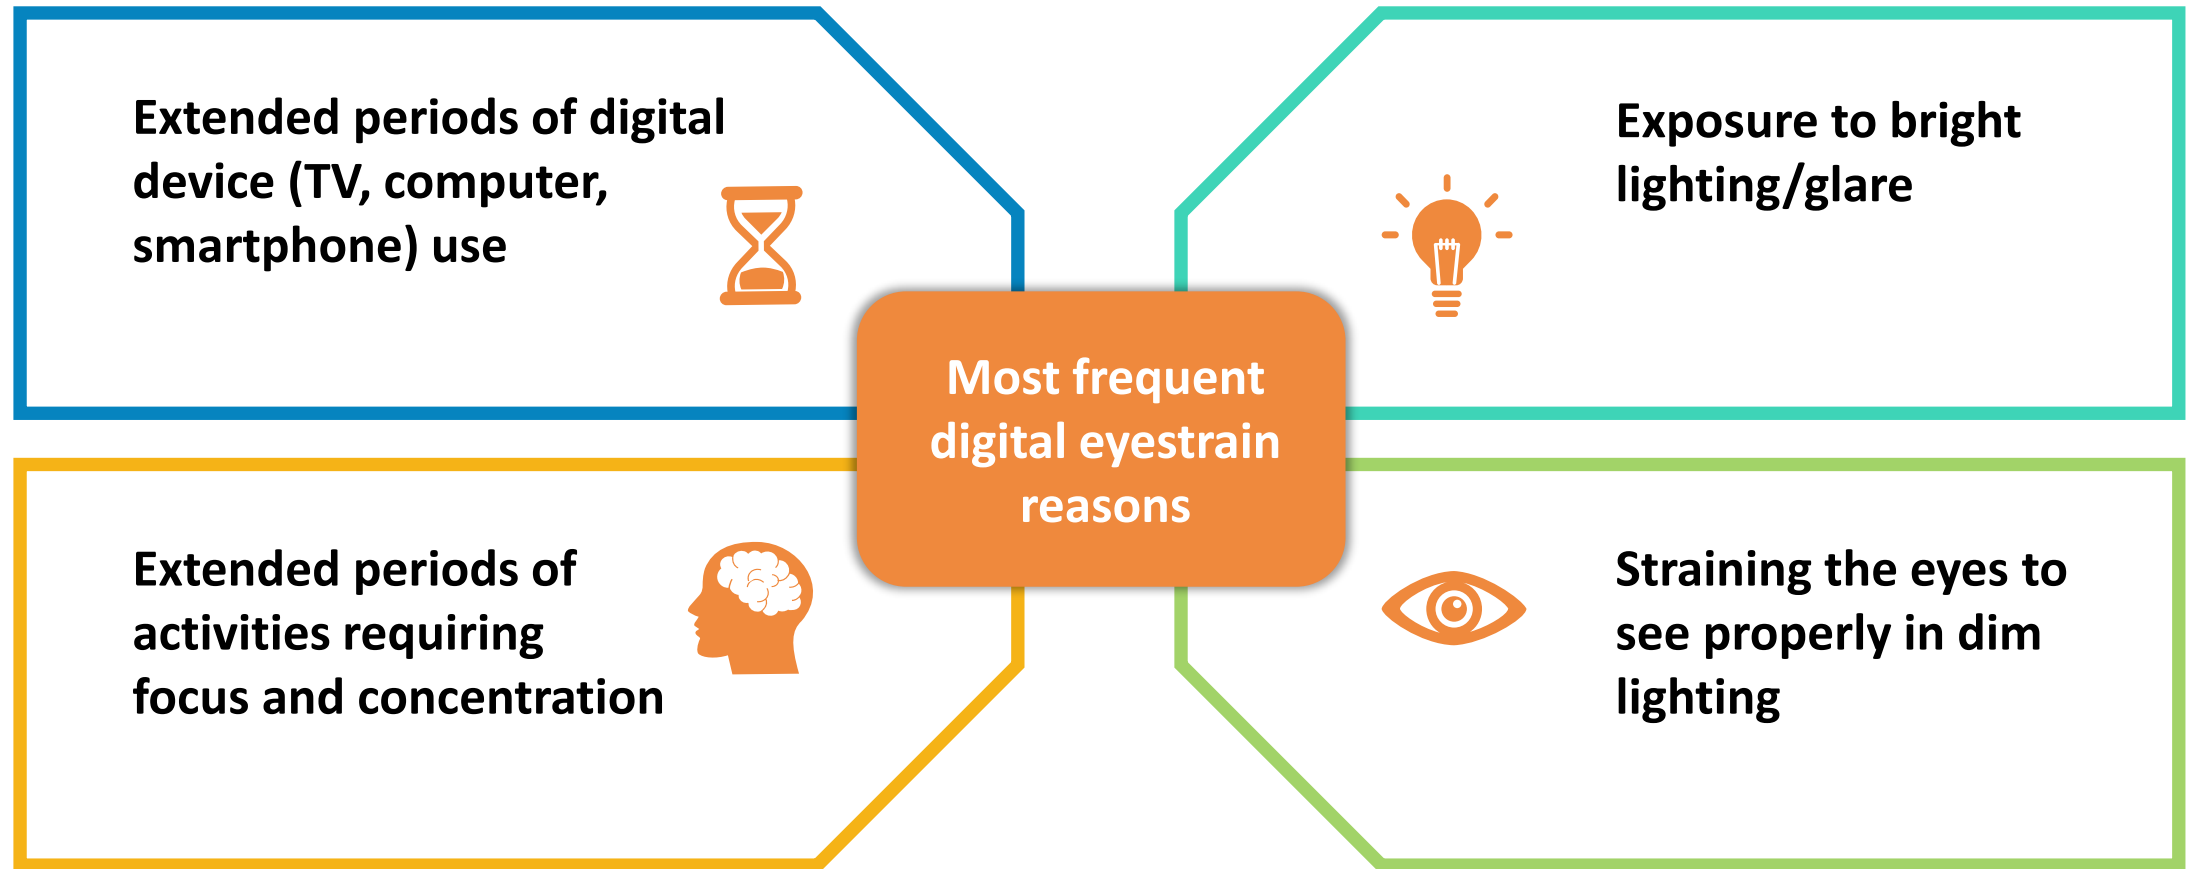 Extended periods of digital
device (TV, computer,
smartphone) use
Exposure to bright
lighting/glare
Most frequent
digital eyestrain
reasons
Extended periods of
activities requiring
focus and concentration
Straining the eyes to
see properly in dim
lighting